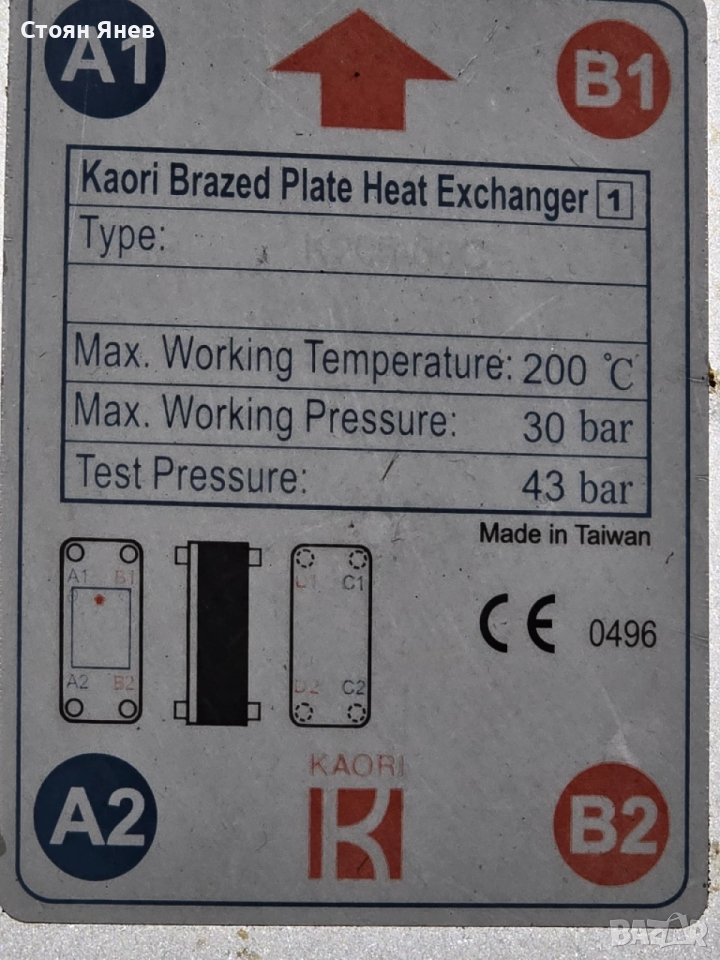 Стоян Янев
A1
B1
Kaori Brazed Plate Heat Exchanger 1
Type:
Max. Working Temperature: 200 ℃
Max. Working Pressure: 30 bar
Test Pressure: 43 bar
Made in Taiwan
A1 B1
C1
A2 B2
D2 C2
CE 0496
KAORI
A2
B2
BAZAR